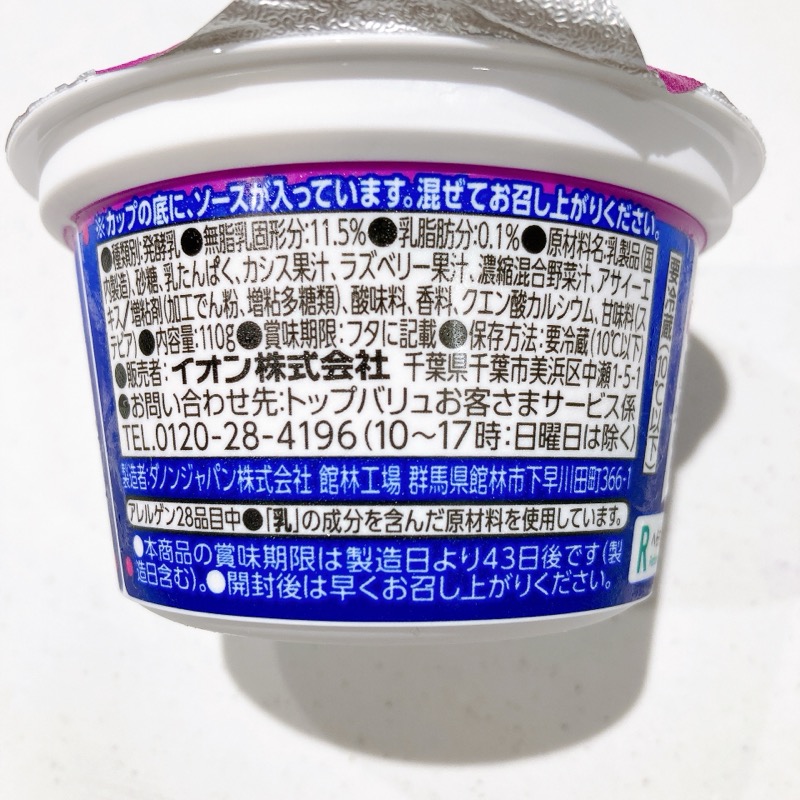 ※カップの底に、ソースが入っています。混ぜてお召し上がりください。
●種類別:発酵乳●無脂乳固形分:11.5%●乳脂肪分:0.1%●原材料名:乳製品(国
内製造)、砂糖、乳たんぱく、カシス果汁、ラズベリー果汁、濃縮混合野菜汁、アサイーエ
キス/増粘剤(加工でん粉、増粘多糖類)、酸味料、香料、クエン酸カルシウム、甘味料(ス
テビア)●内容量:110g●賞味期限:フタに記載●保存方法:要冷蔵(10℃以下)
●販売者:イオン株式会社 千葉県千葉市美浜区中瀬1-5-1
●お問い合わせ先:トップバリュお客さまサービス係
TEL.0120-28-4196(10〜17時:日曜日は除く)
製造者:ダノンジャパン株式会社 館林工場 群馬県館林市下早川田町366-1
アレルゲン28品目中●「乳」の成分を含んだ原材料を使用しています。
●本商品の賞味期限は製造日より43日後です(製
造日含む)。●開封後は早くお召し上がりください。
要冷蔵(10℃以下)
R